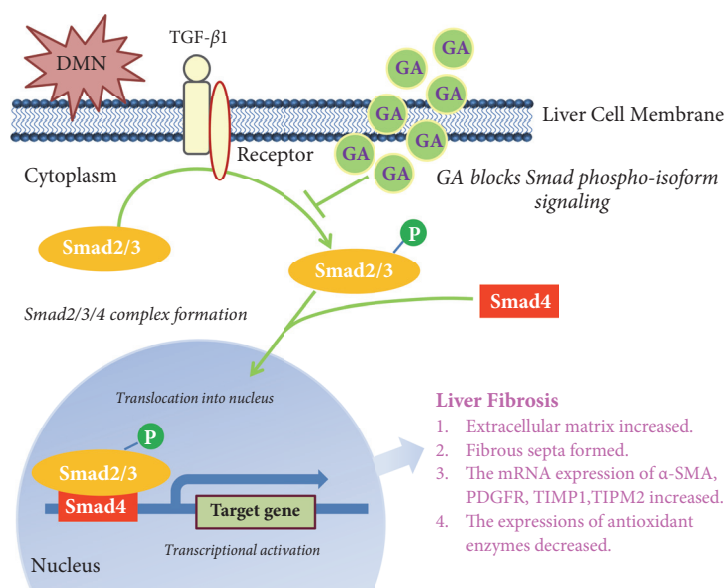 DMN
TGF-β1
GA
GA
GA
GA
GA
GA
GA
Liver Cell Membrane
Receptor
Cytoplasm
GA blocks Smad phospho-isoform
signaling
Smad2/3
P
Smad2/3
Smad4
Smad2/3/4 complex formation
Translocation into nucleus
P
Smad2/3
Smad4
Target gene
Transcriptional activation
Nucleus
Liver Fibrosis
1. Extracellular matrix increased.
2. Fibrous septa formed.
3. The mRNA expression of α-SMA,
PDGFR, TIMP1,TIPM2 increased.
4. The expressions of antioxidant
enzymes decreased.